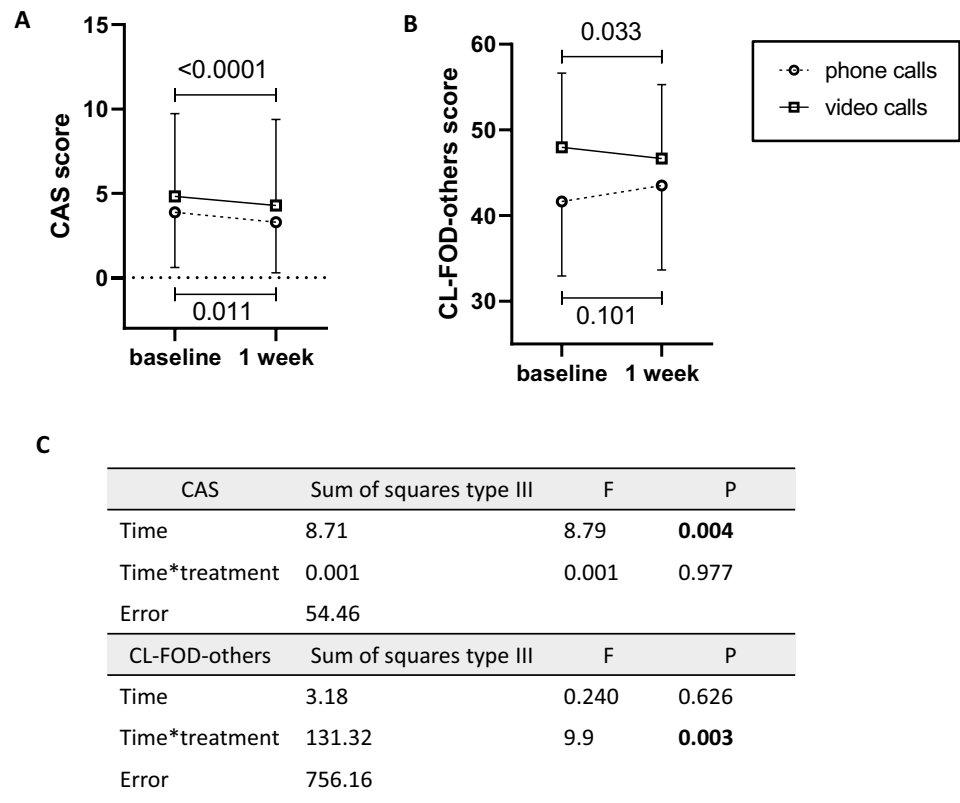 A
15
10
5
0
CAS score
<0.0001
0.011
baseline 1 week
B
60
50
40
30
CL-FOD-others score
0.033
0.101
baseline 1 week
phone calls
video calls
C
CAS Sum of squares type III F P
Time 8.71 8.79 0.004
Time*treatment 0.001 0.001 0.977
Error 54.46
CL-FOD-others Sum of squares type III F P
Time 3.18 0.240 0.626
Time*treatment 131.32 9.9 0.003
Error 756.16